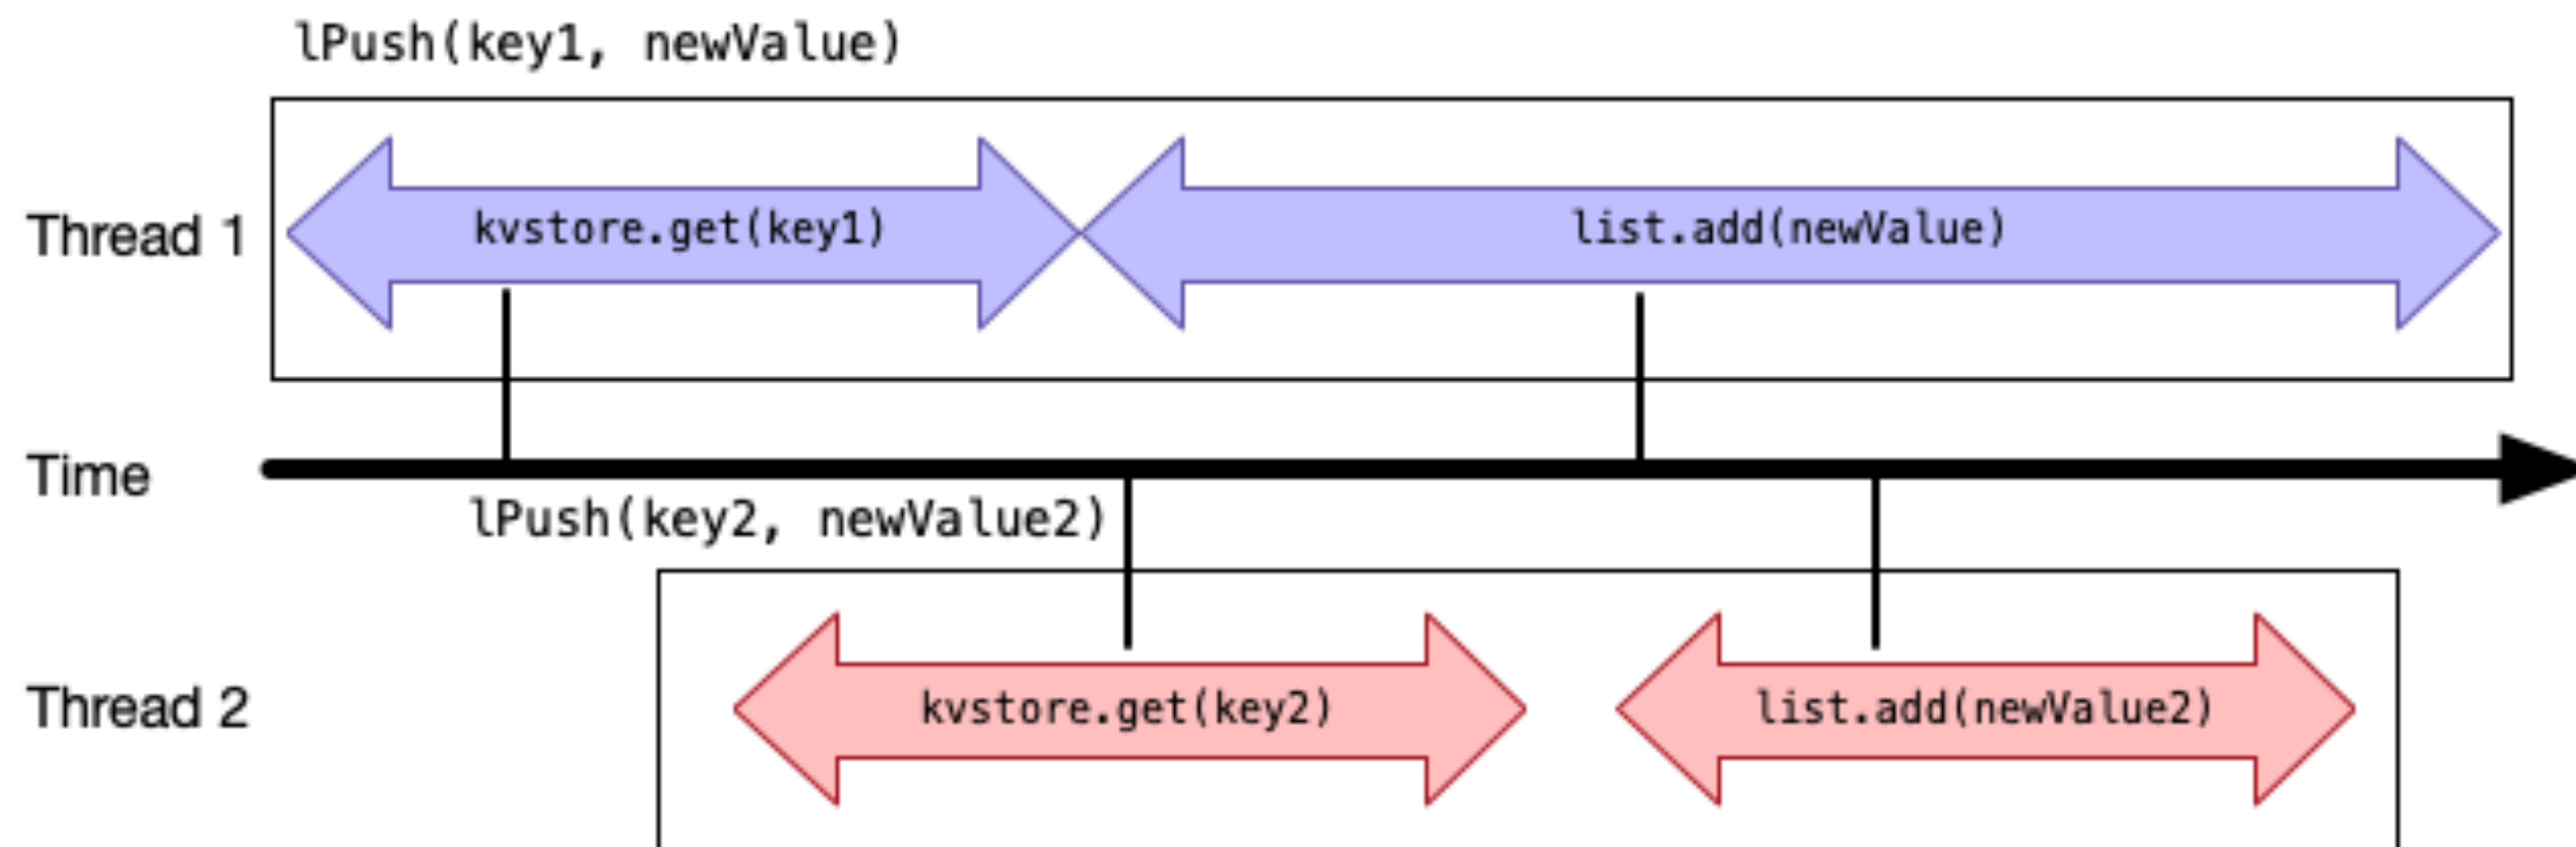 lPush(key1, newValue)
Thread 1
kvstore.get(key1)
list.add(newValue)
Time
lPush(key2, newValue2)
Thread 2
kvstore.get(key2)
list.add(newValue2)